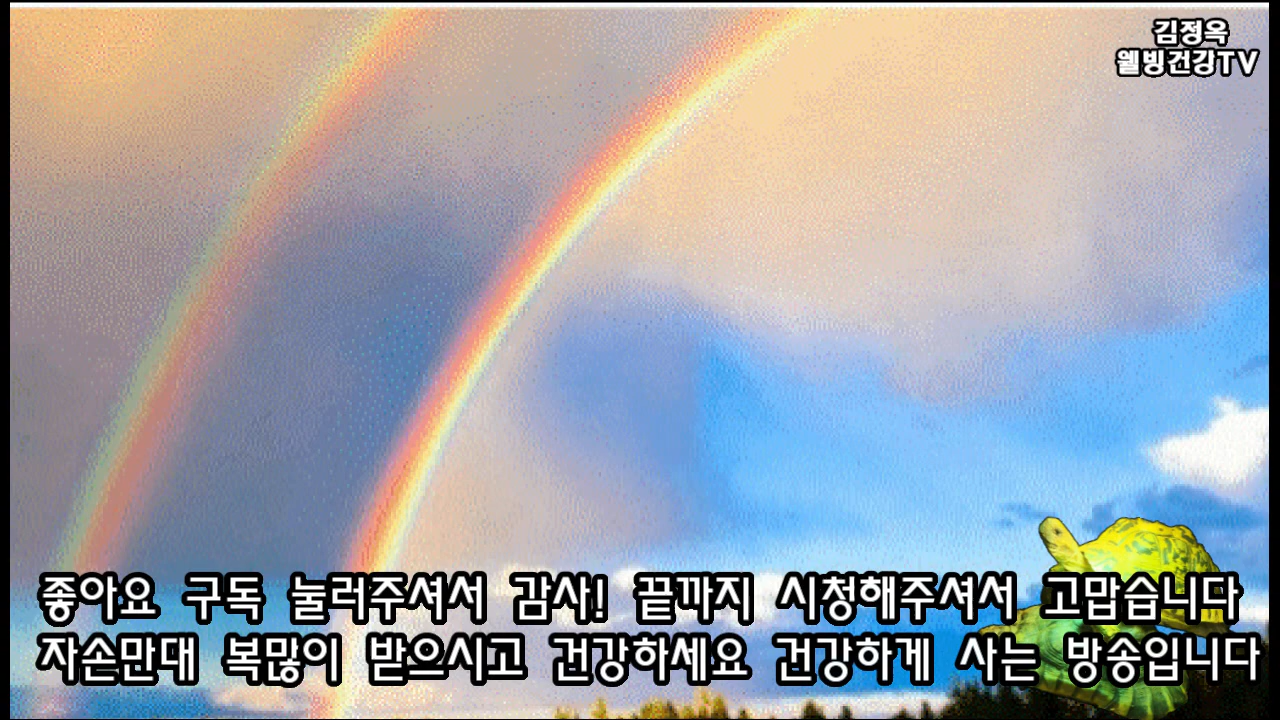 김정옥
웰빙건강TV
좋아요 구독 눌러주셔서 감사! 끝까지 시청해주셔서 고맙습니다
자손만대 복많이 받으시고 건강하세요 건강하게 사는 방송입니다